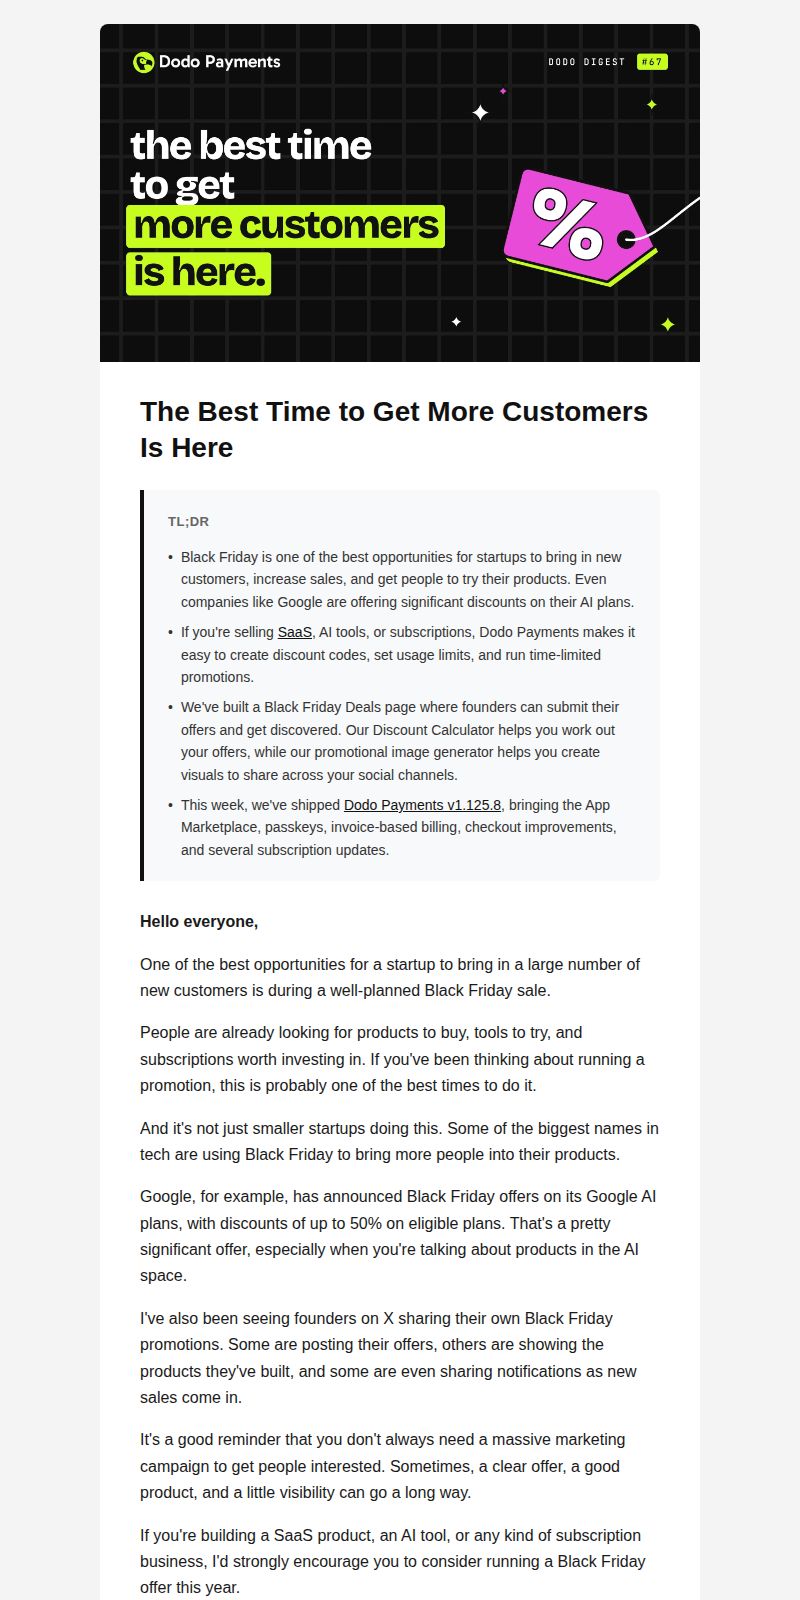 Dodo Payments
DODO DIGEST #67
the best time
to get
more customers
is here.
%
The Best Time to Get More Customers
Is Here
TL;DR
• Black Friday is one of the best opportunities for startups to bring in new
customers, increase sales, and get people to try their products. Even
companies like Google are offering significant discounts on their AI plans.
• If you're selling SaaS, AI tools, or subscriptions, Dodo Payments makes it
easy to create discount codes, set usage limits, and run time-limited
promotions.
• We've built a Black Friday Deals page where founders can submit their
offers and get discovered. Our Discount Calculator helps you work out
your offers, while our promotional image generator helps you create
visuals to share across your social channels.
• This week, we've shipped Dodo Payments v1.125.8, bringing the App
Marketplace, passkeys, invoice-based billing, checkout improvements,
and several subscription updates.
Hello everyone,
One of the best opportunities for a startup to bring in a large number of
new customers is during a well-planned Black Friday sale.
People are already looking for products to buy, tools to try, and
subscriptions worth investing in. If you've been thinking about running a
promotion, this is probably one of the best times to do it.
And it's not just smaller startups doing this. Some of the biggest names in
tech are using Black Friday to bring more people into their products.
Google, for example, has announced Black Friday offers on its Google AI
plans, with discounts of up to 50% on eligible plans. That's a pretty
significant offer, especially when you're talking about products in the AI
space.
I've also been seeing founders on X sharing their own Black Friday
promotions. Some are posting their offers, others are showing the
products they've built, and some are even sharing notifications as new
sales come in.
It's a good reminder that you don't always need a massive marketing
campaign to get people interested. Sometimes, a clear offer, a good
product, and a little visibility can go a long way.
If you're building a SaaS product, an AI tool, or any kind of subscription
business, I'd strongly encourage you to consider running a Black Friday
offer this year.